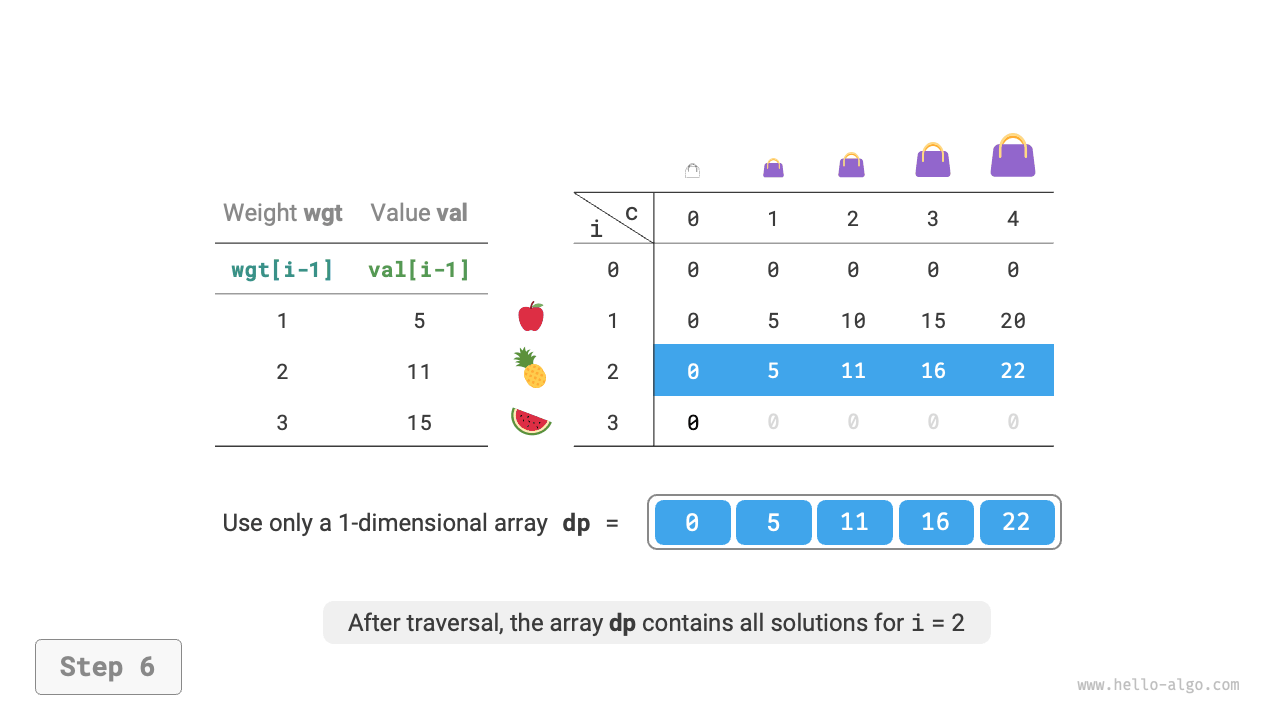 Weight wgt Value val
wgt[i-1] val[i-1]
1 5
2 11
3 15
c
i
0 1 2 3 4
0 0 0 0 0 0
1 0 5 10 15 20
2 0 5 11 16 22
3 0 0 0 0 0
Use only a 1-dimensional array dp = 0 5 11 16 22
After traversal, the array dp contains all solutions for i = 2
Step 6
www.hello-algo.com